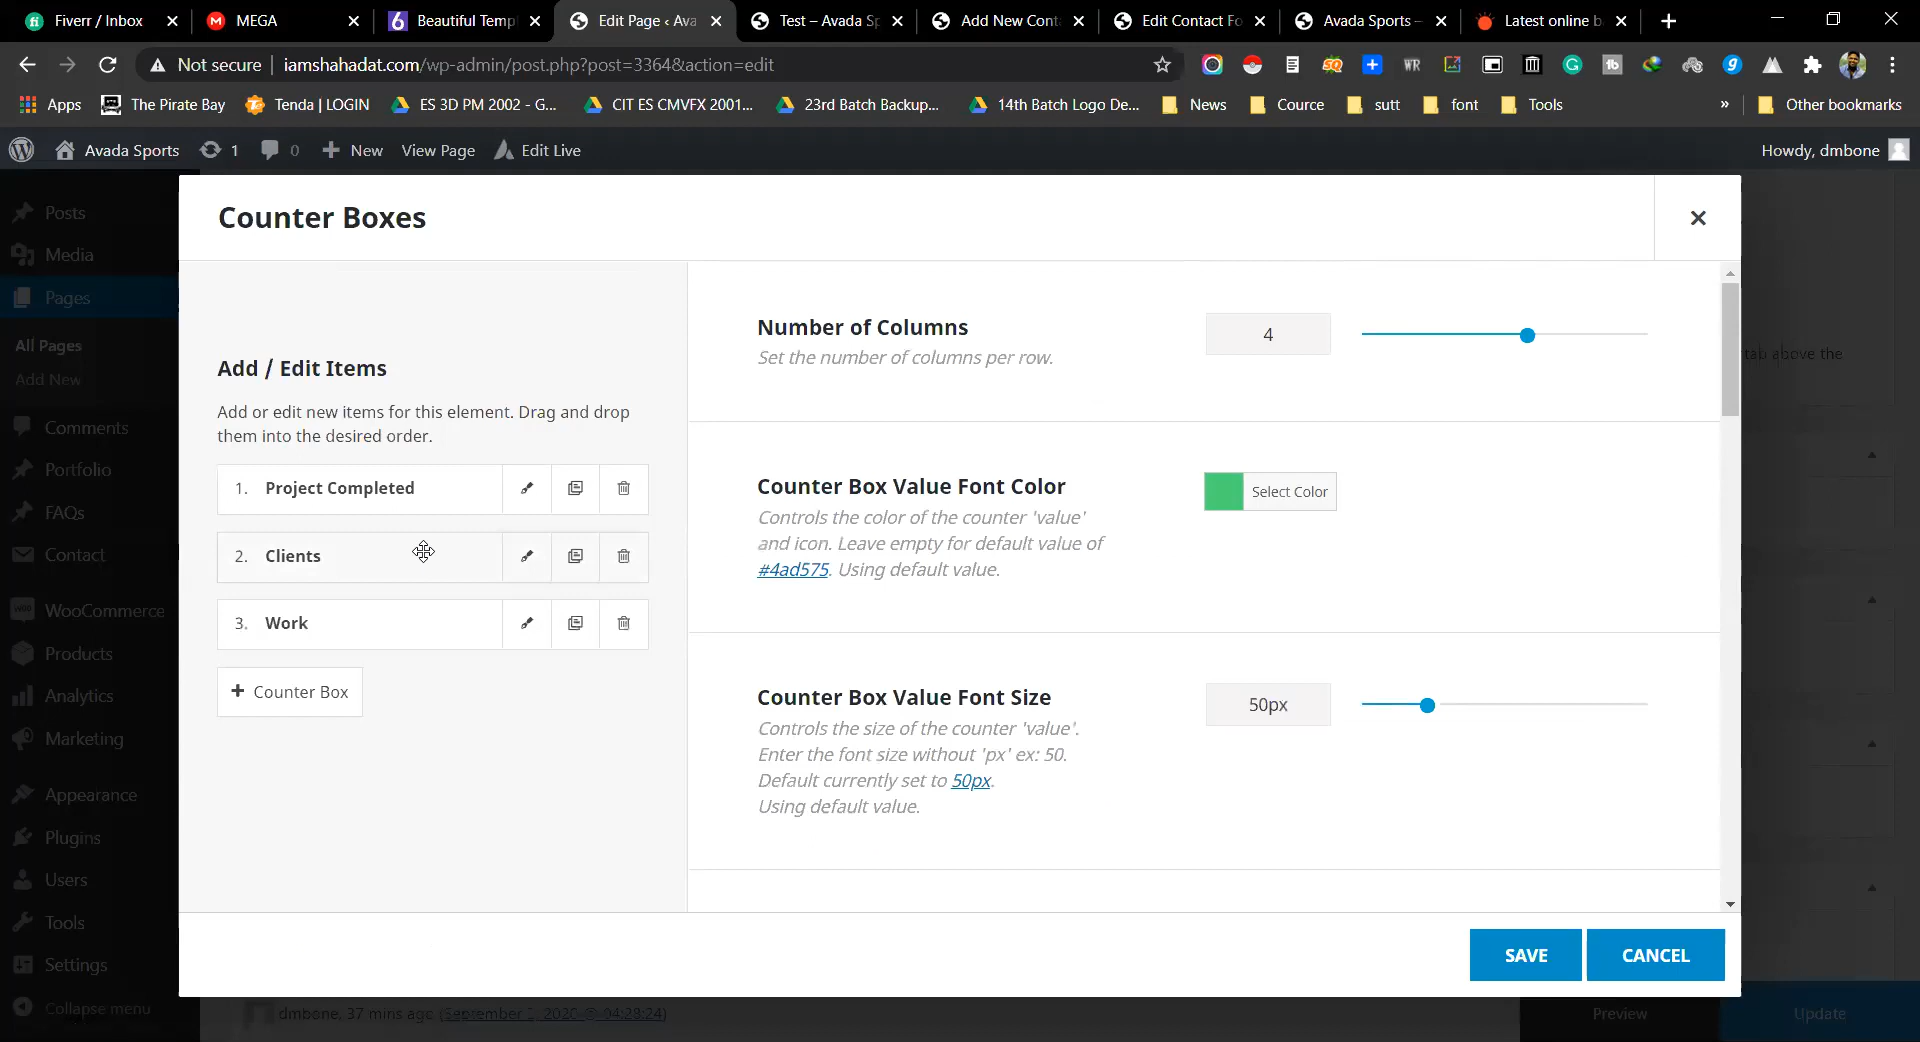 Fiverr / Inbox
MEGA
Beautiful Temp
Edit Page ‹ Ava
Test – Avada Sp
Add New Cont
Edit Contact Fo
Avada Sports –
Latest online b
Not secure
iamshahadat.com/wp-admin/post.php?post=3364&action=edit
Apps
The Pirate Bay
Tenda | LOGIN
ES 3D PM 2002 - G...
CIT ES CMVFX 2001...
23rd Batch Backup...
14th Batch Logo De...
News
Cource
sutt
font
Tools
»
Other bookmarks
Avada Sports
1
0
New
View Page
Edit Live
Howdy, dmbone
Posts
Media
Pages
All Pages
Add New
Comments
Portfolio
FAQs
Contact
WooCommerce
Products
Analytics
Marketing
Appearance
Plugins
Users
Tools
Settings
Collapse menu
Counter Boxes
Add / Edit Items
Add or edit new items for this element. Drag and drop
them into the desired order.
1. Project Completed
2. Clients
3. Work
+ Counter Box
Number of Columns
Set the number of columns per row.
4
Counter Box Value Font Color
Controls the color of the counter 'value'
and icon. Leave empty for default value of
#4ad575. Using default value.
Select Color
Counter Box Value Font Size
Controls the size of the counter 'value'.
Enter the font size without 'px' ex: 50.
Default currently set to 50px.
Using default value.
50px
SAVE
CANCEL
tab above the
dmbone, 37 mins ago
Preview
Update